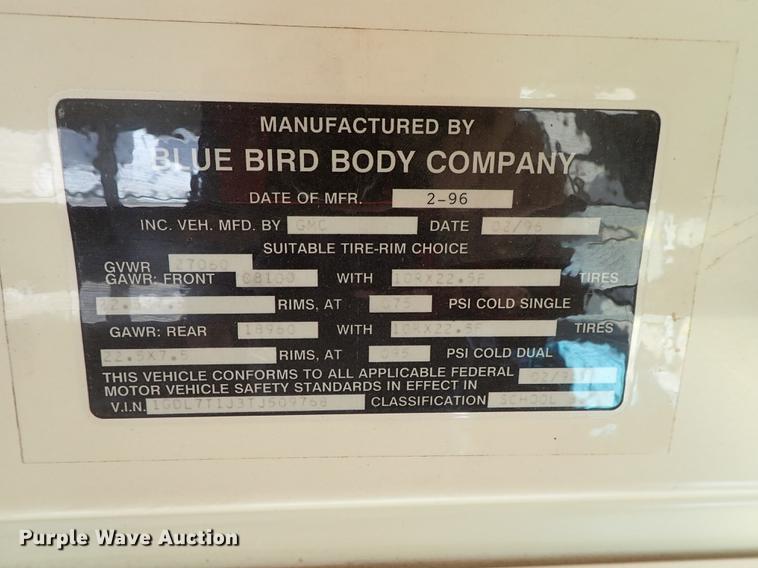 MANUFACTURED BY
BLUE BIRD BODY COMPANY
DATE OF MFR. 2-96
INC. VEH. MFD. BY GMC DATE 02/96
SUITABLE TIRE-RIM CHOICE
GVWR 27060
GAWR: FRONT 08100 WITH 10RX22.5F TIRES
RIMS, AT 075 PSI COLD SINGLE
GAWR: REAR 18960 WITH 10RX22.5F TIRES
22.5X7.5 RIMS, AT PSI COLD DUAL
THIS VEHICLE CONFORMS TO ALL APPLICABLE FEDERAL
MOTOR VEHICLE SAFETY STANDARDS IN EFFECT IN
V.I.N. 1GDL7T1J3TJ509768 CLASSIFICATION SCHOOL
Purple Wave Auction